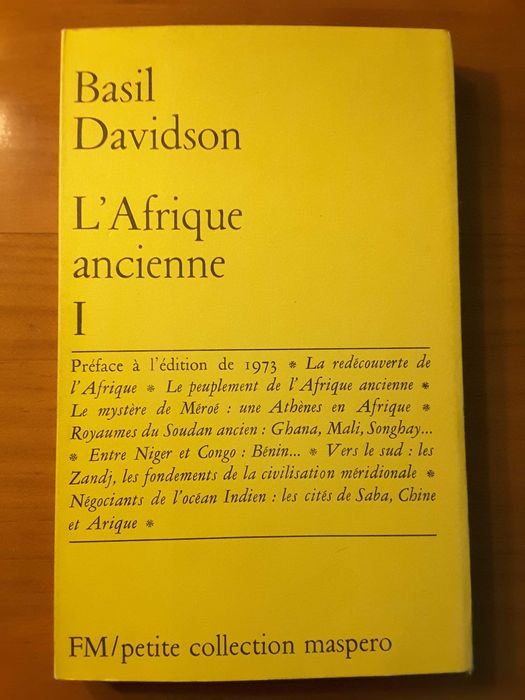 Basil
Davidson
L'Afrique
ancienne
I
Préface à l'édition de 1973 * La redécouverte de
l'Afrique * Le peuplement de l'Afrique ancienne *
Le mystère de Méroé : une Athènes en Afrique *
Royaumes du Soudan ancien : Ghana, Mali, Songhay...
* Entre Niger et Congo : Bénin... * Vers le sud : les
Zandj, les fondements de la civilisation méridionale *
Négociants de l'océan Indien : les cités de Saba, Chine
et Arique *
FM/petite collection maspero